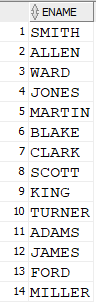 ENAME
1 SMITH
2 ALLEN
3 WARD
4 JONES
5 MARTIN
6 BLAKE
7 CLARK
8 SCOTT
9 KING
10 TURNER
11 ADAMS
12 JAMES
13 FORD
14 MILLER